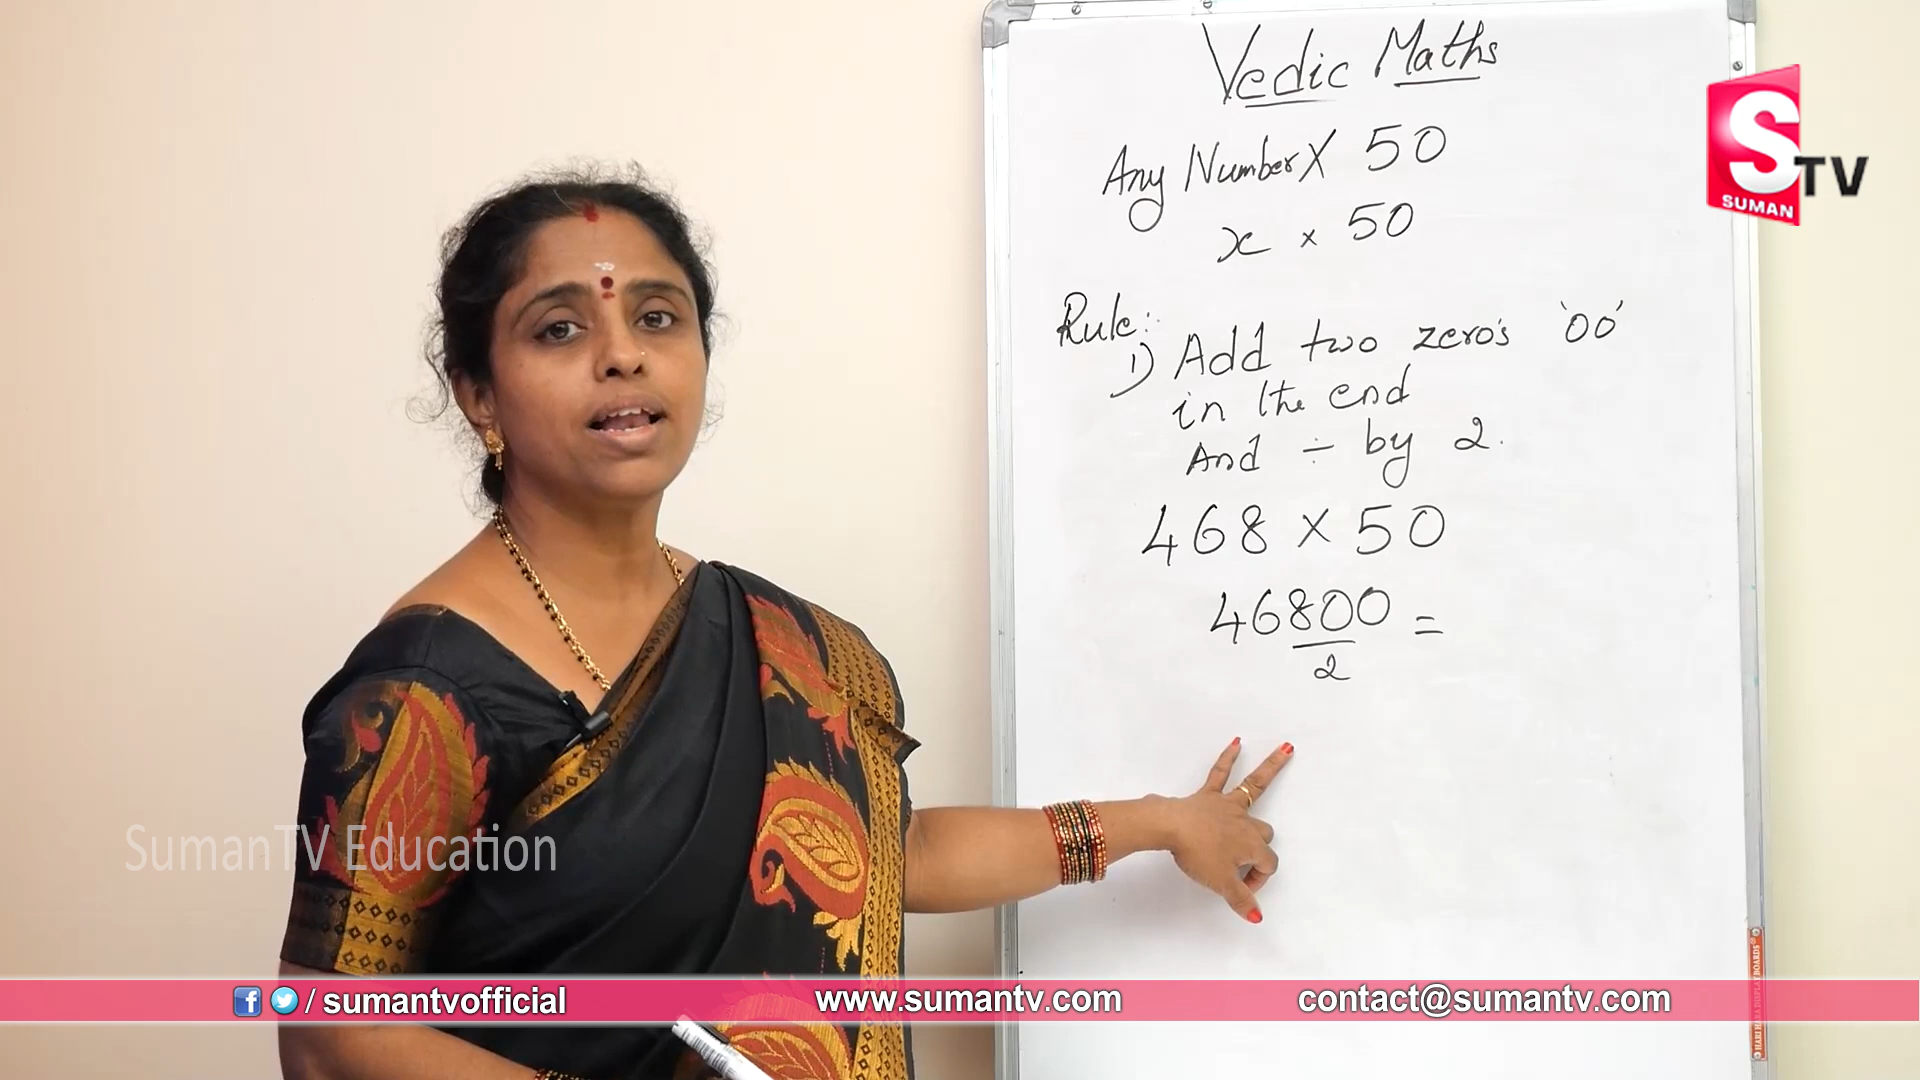 Vedic Maths
Any Number X 50
x × 50
Rule:
1) Add two zero's '00'
in the end
And ÷ by 2.
468 × 50
46800 =
2
S TV
SUMAN
SumanTV Education
/ sumantvofficial
www.sumantv.com
contact@sumantv.com